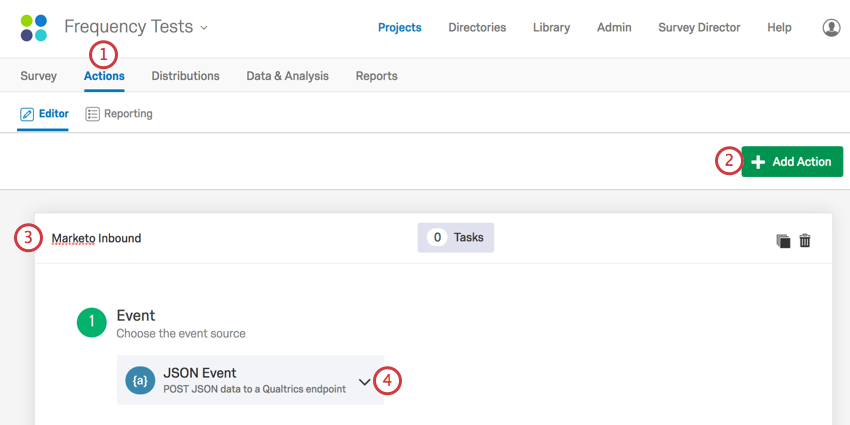 Frequency Tests
Projects Directories Library Admin Survey Director Help
1
Survey Actions Distributions Data & Analysis Reports
Editor Reporting
2 Add Action
3 Marketo Inbound 0 Tasks
1 Event
Choose the event source
{a} JSON Event
POST JSON data to a Qualtrics endpoint
4